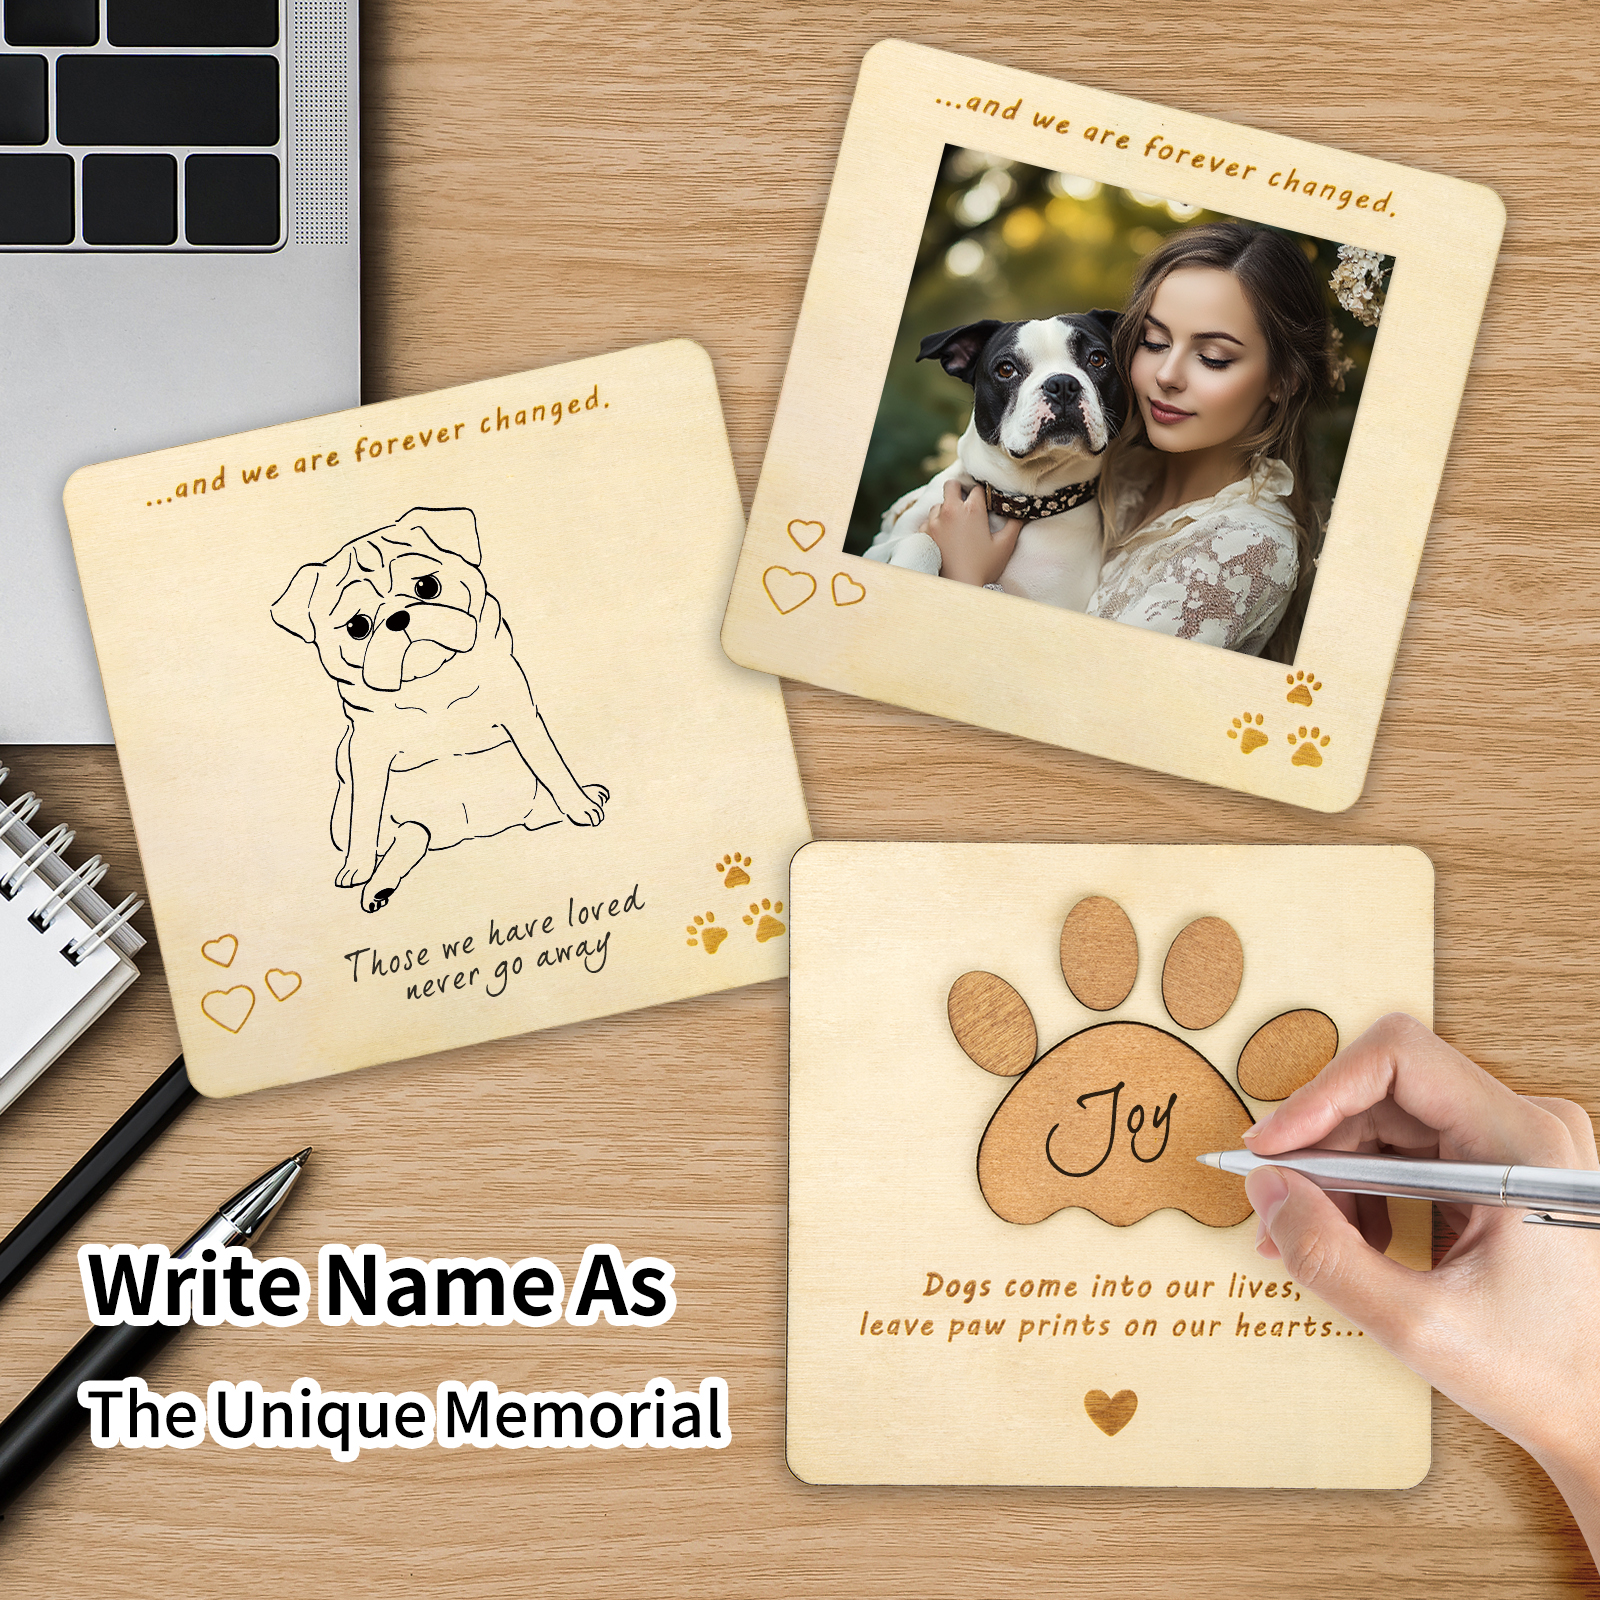 ...and we are forever changed.
...and we are forever changed.
Those we have loved
never go away
Joy
Dogs come into our lives,
leave paw prints on our hearts...
Write Name As
The Unique Memorial